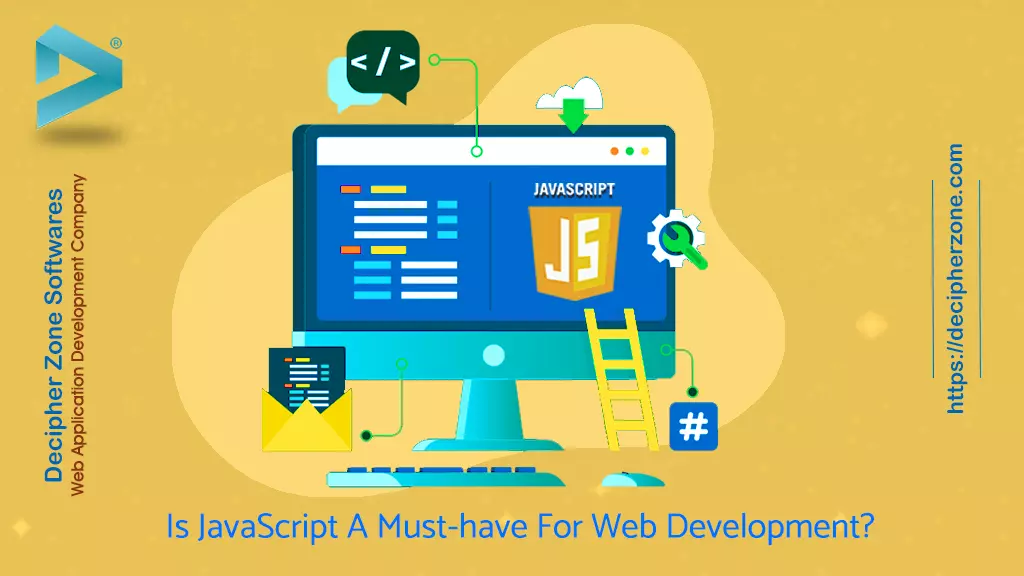 ®
</>
JAVASCRIPT
JS
#
Decipher Zone Softwares
Web Application Development Company
https://decipherzone.com
Is JavaScript A Must-have For Web Development?